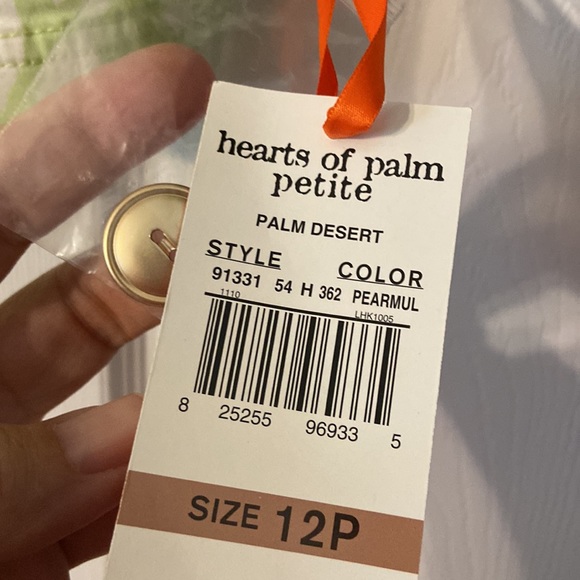 hearts of palm
petite
PALM DESERT
STYLE COLOR
91331 54 H 362 PEARMUL
1110 LHK1005
8 25255 96933 5
SIZE 12P